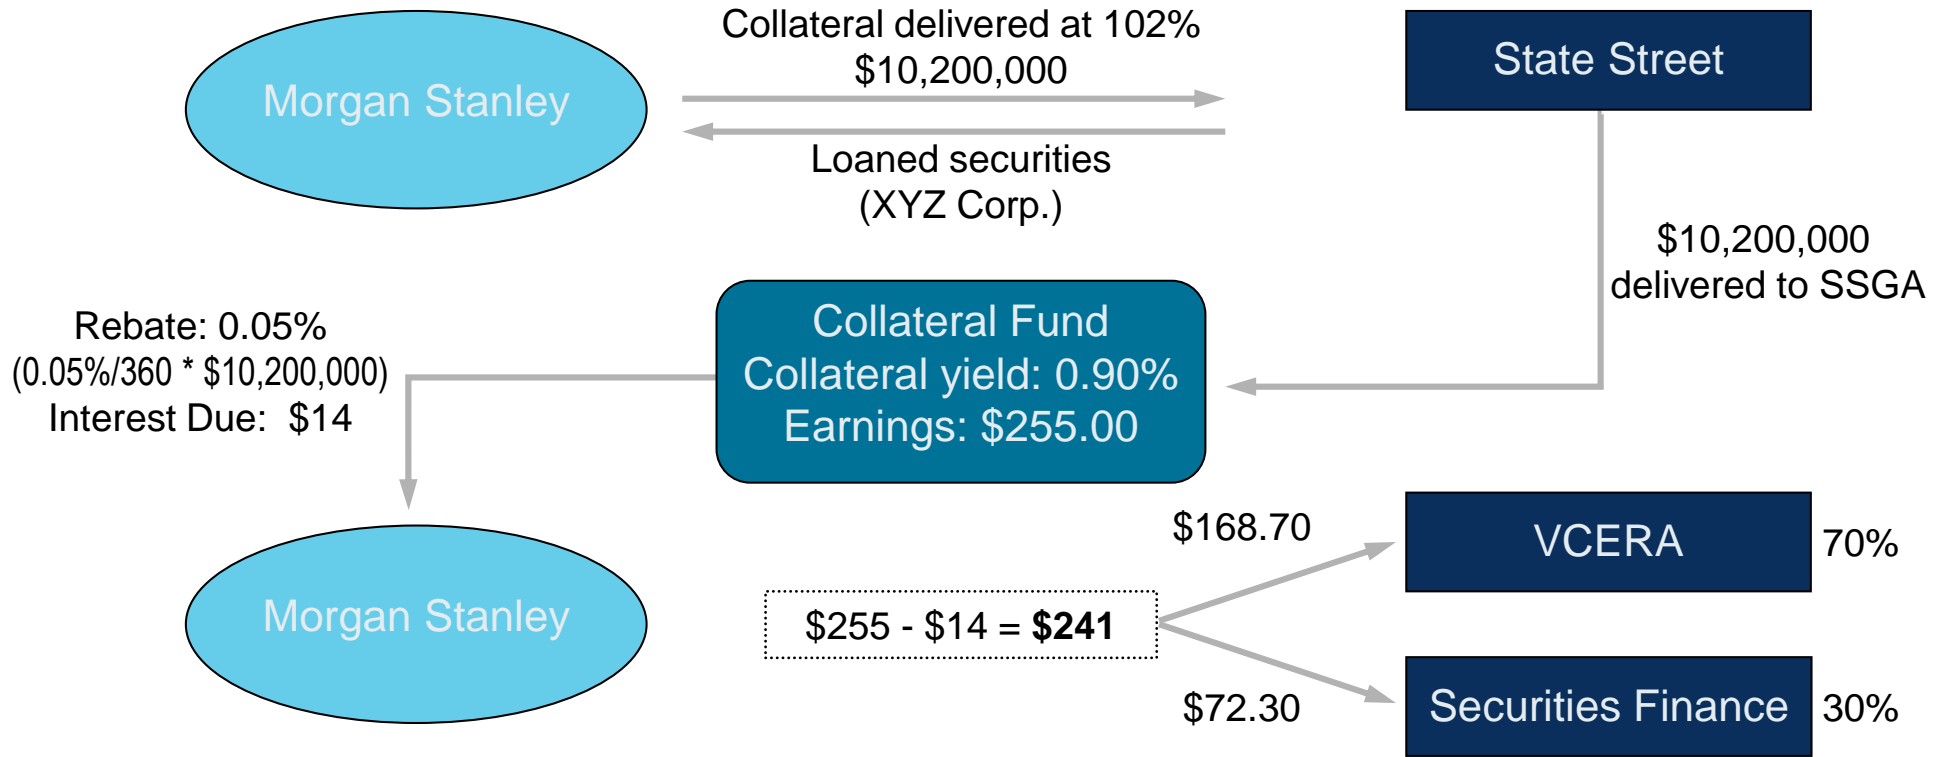 Collateral delivered at 102%
$10,200,000
Morgan Stanley
State Street
Loaned securities
(XYZ Corp.)
$10,200,000
delivered to SSGA
Rebate: 0.05%
(0.05%/360 * $10,200,000)
Interest Due:  $14
Collateral Fund
Collateral yield: 0.90%
Earnings: $255.00
Morgan Stanley
$255 - $14 = $241
$168.70
VCERA
70%
$72.30
Securities Finance
30%